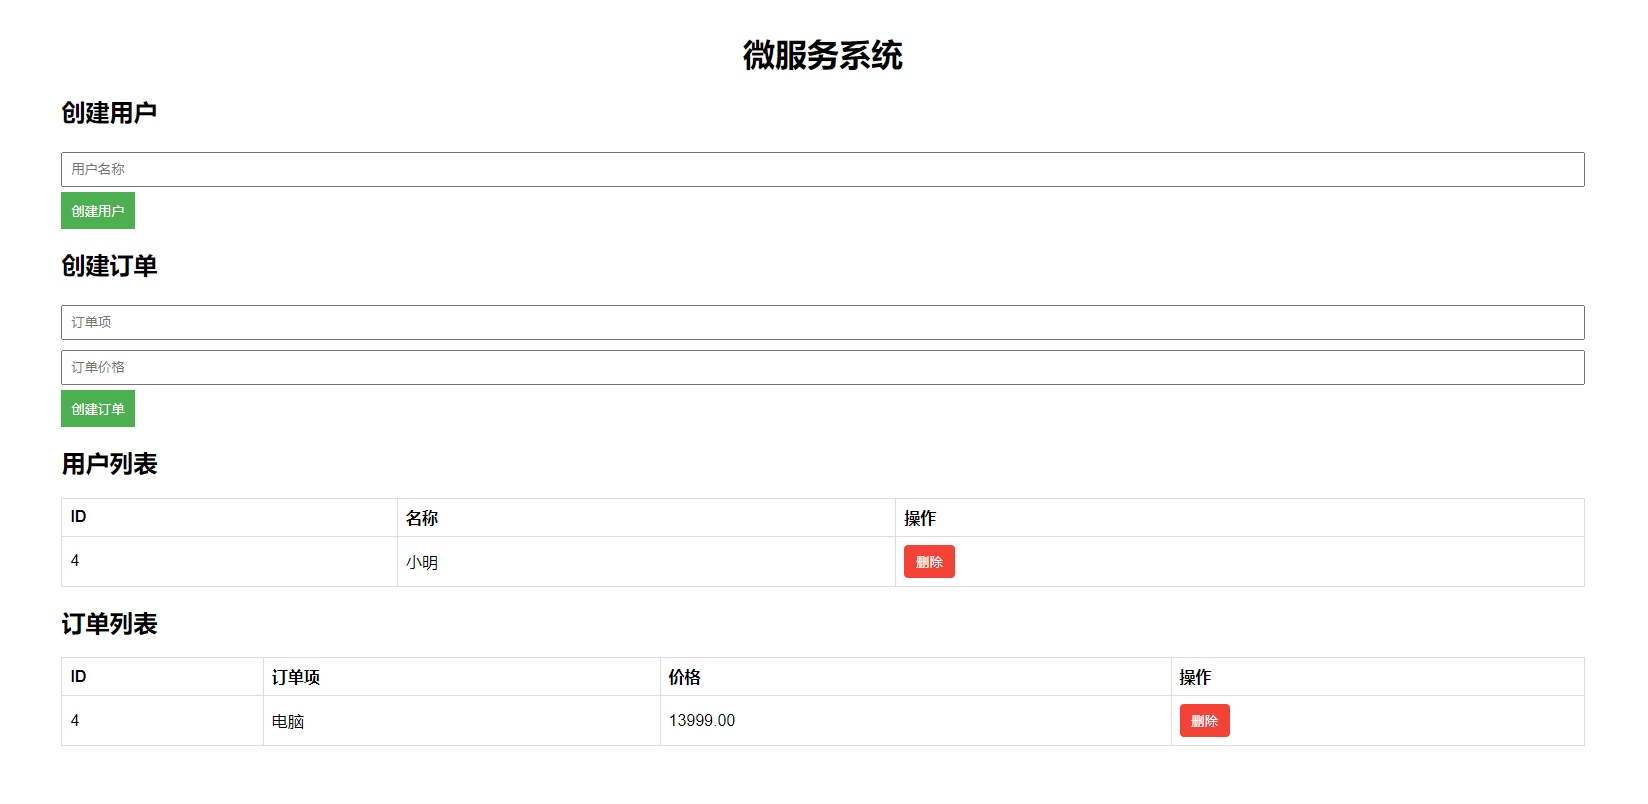 微服务系统
创建用户
用户名称
创建用户
创建订单
订单项
订单价格
创建订单
用户列表
ID 名称 操作
4 小明 删除
订单列表
ID 订单项 价格 操作
4 电脑 13999.00 删除